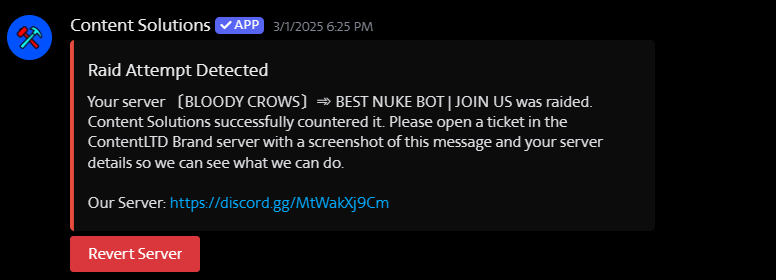 Content Solutions ✓ APP 3/1/2025 6:25 PM
Raid Attempt Detected
Your server 〔BLOODY CROWS〕➾ BEST NUKE BOT | JOIN US was raided.
Content Solutions successfully countered it. Please open a ticket in the
ContentLTD Brand server with a screenshot of this message and your server
details so we can see what we can do.
Our Server: https://discord.gg/MtWakXj9Cm
Revert Server